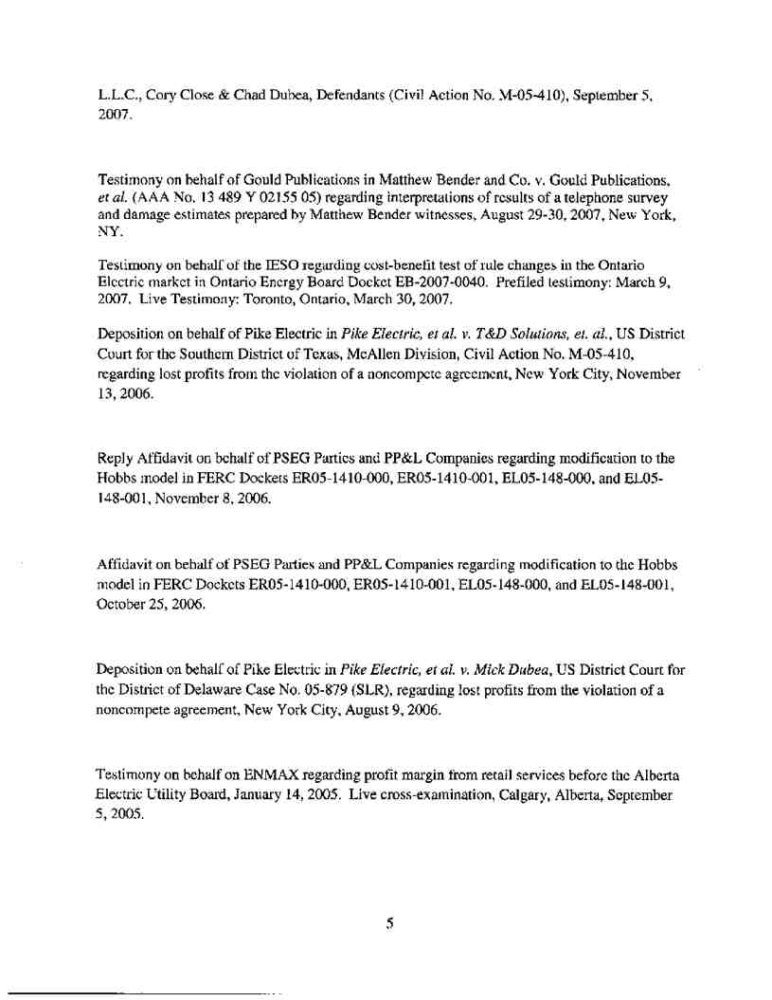 L.L.C., Cory Close & Chad Dubea, Defendants (Civil Action No. M-05-410), September 5,
2007.
Testimony on behalf of Gould Publications in Matthew Bender and Co. v. Gould Publications,
et al. (AAA No. 13 489 Y 02155 05) regarding interpretations of results of a telephone survey
and damage estimates prepared by Matthew Bender witnesses, August 29-30, 2007, New York,
NY.
Testimony on behalf of the IESO regarding cost-benefit test of rule changes in the Ontario
Electric market in Ontario Energy Board Docket EB-2007-0040. Prefiled testimony: March 9,
2007. Live Testimony: Toronto, Ontario, March 30, 2007.
Deposition on behalf of Pike Electric in Pike Electric, et al. v. T&D Solutions, et. al., US District
Court for the Southern District of Texas, McAllen Division, Civil Action No. M-05-410,
regarding lost profits from the violation of a noncompete agreement, New York City, November
13, 2006.
Reply Affidavit on behalf of PSEG Parties and PP&L Companies regarding modification to the
Hobbs model in FERC Dockets ER05-1410-000, ER05-1410-001, EL05-148-000, and EL05-
148-001, November 8, 2006.
Affidavit on behalf of PSEG Parties and PP&L Companies regarding modification to the Hobbs
model in FERC Dockets ER05-1410-000, ER05-1410-001, EL05-148-000, and EL05-148-001,
October 25, 2006.
Deposition on behalf of Pike Electric in Pike Electric, et al. v. Mick Dubea, US District Court for
the District of Delaware Case No. 05-879 (SLR), regarding lost profits from the violation of a
noncompete agreement, New York City, August 9, 2006.
Testimony on behalf on ENMAX regarding profit margin from retail services before the Alberta
Electric Utility Board, January 14, 2005. Live cross-examination, Calgary, Alberta, September
5, 2005.
5